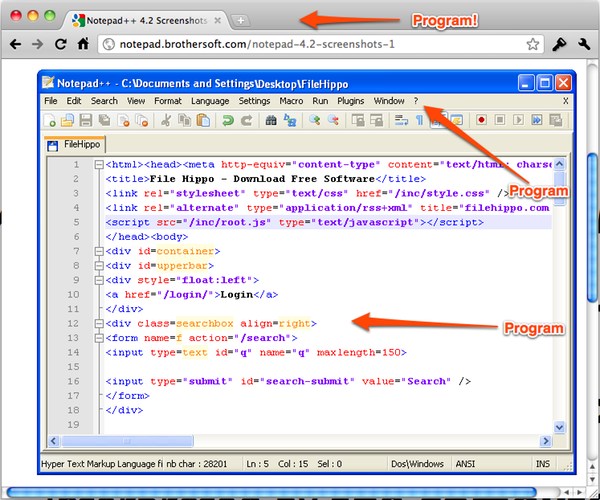 Notepad++ 4.2 Screenshots
Program!
notepad.brothersoft.com/notepad-4.2-screenshots-1
Notepad++ - C:\Documents and Settings\Desktop\FileHippo
File Edit Search View Format Language Settings Macro Run Plugins Window ? X
FileHippo
Program
1 <html><head><meta http-equiv="content-type" content="text/html; charse
2 <title>File Hippo - Download Free Software</title>
3 <link rel="stylesheet" type="text/css" href="/inc/style.css" />
4 <link rel="alternate" type="application/rss+xml" title="filehippo.com
5 <script src="/inc/root.js" type="text/javascript"></script>
6 </head><body>
7 <div id=container>
8 <div id=upperbar>
9 <div style="float:left">
10 <a href="/login/">Login</a>
11 </div>
12 <div class=searchbox align=right>
Program
13 <form name=f action="/search">
14 <input type=text id="q" name="q" maxlength=150>
15
16 <input type="submit" id="search-submit" value="Search" />
17 </form>
18 </div>
19
Hyper Text Markup Language fi nb char : 28201 Ln : 5 Col : 15 Sel : 0 Dos\Windows ANSI INS